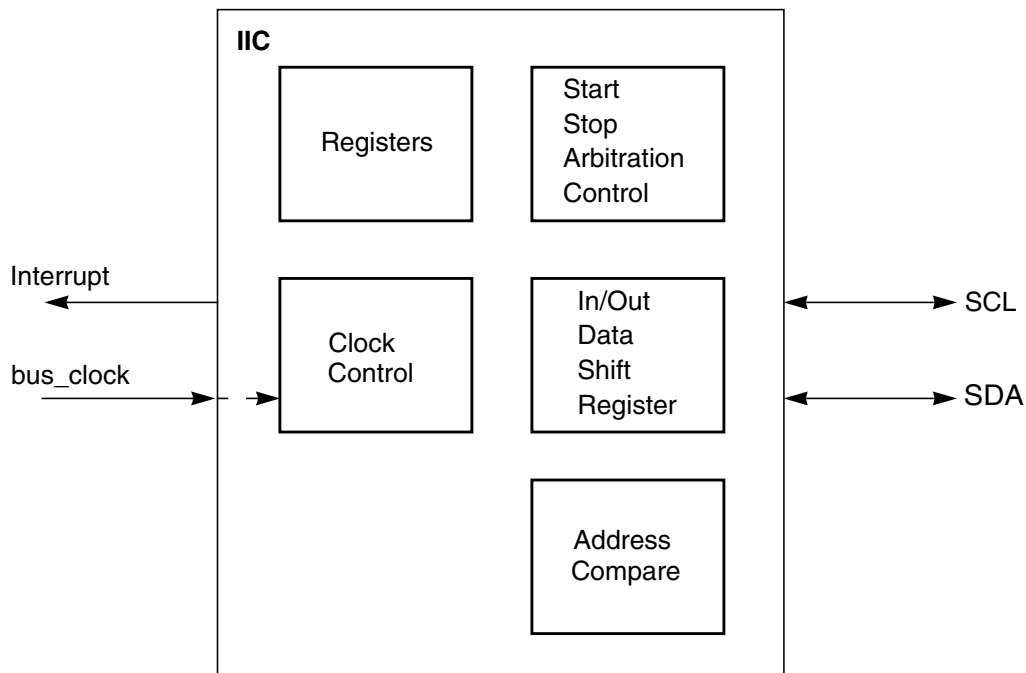 IIC
Registers
Start
Stop
Arbitration
Control
Interrupt
bus_clock
Clock
Control
In/Out
Data
Shift
Register
SCL
SDA
Address
Compare